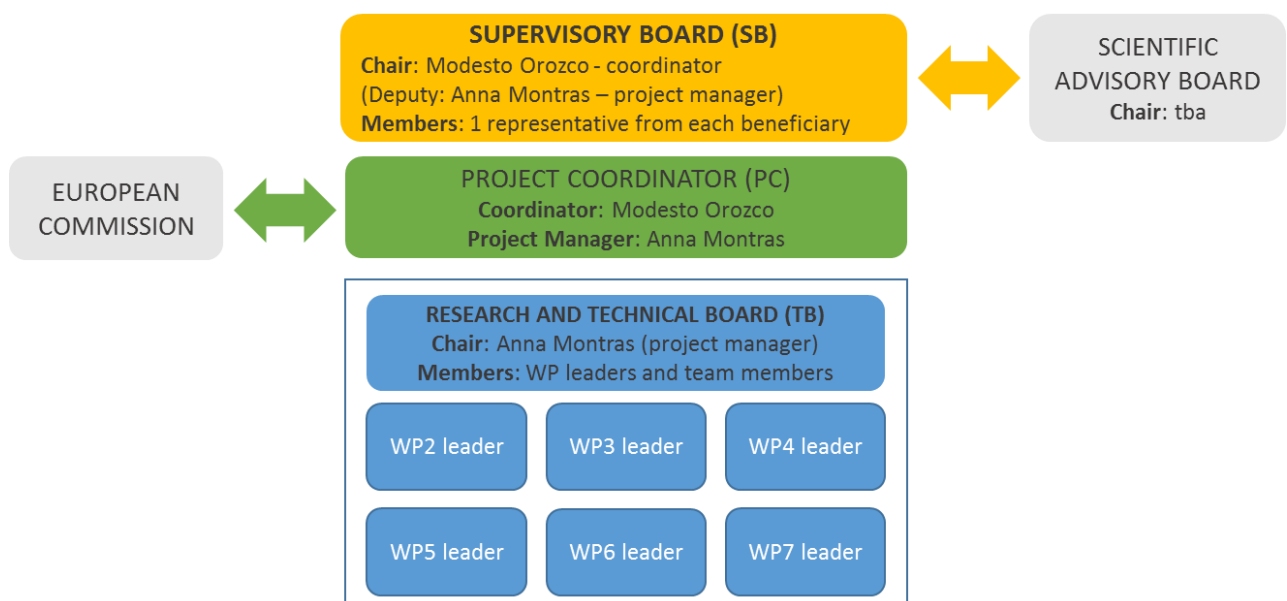 SUPERVISORY BOARD (SB)
Chair: Modesto Orozco - coordinator
(Deputy: Anna Montras – project manager)
Members: 1 representative from each beneficiary
SCIENTIFIC
ADVISORY BOARD
Chair: tba
EUROPEAN
COMMISSION
PROJECT COORDINATOR (PC)
Coordinator: Modesto Orozco
Project Manager: Anna Montras
RESEARCH AND TECHNICAL BOARD (TB)
Chair: Anna Montras (project manager)
Members: WP leaders and team members
WP2 leader
WP3 leader
WP4 leader
WP5 leader
WP6 leader
WP7 leader